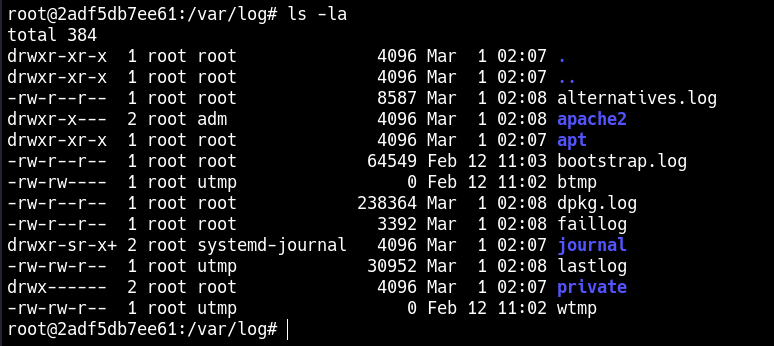 root@2adf5db7ee61:/var/log# ls -la
total 384
drwxr-xr-x  1 root root              4096 Mar  1 02:07 .
drwxr-xr-x  1 root root              4096 Mar  1 02:07 ..
-rw-r--r--  1 root root              8587 Mar  1 02:08 alternatives.log
drwxr-x---  2 root adm               4096 Mar  1 02:08 apache2
drwxr-xr-x  1 root root              4096 Mar  1 02:07 apt
-rw-r--r--  1 root root             64549 Feb 12 11:03 bootstrap.log
-rw-rw----  1 root utmp                 0 Feb 12 11:02 btmp
-rw-r--r--  1 root root            238364 Mar  1 02:08 dpkg.log
-rw-r--r--  1 root root              3392 Mar  1 02:08 faillog
drwxr-sr-x+ 2 root systemd-journal   4096 Mar  1 02:07 journal
-rw-rw-r--  1 root utmp             30952 Mar  1 02:08 lastlog
drwx------  2 root root              4096 Mar  1 02:07 private
-rw-rw-r--  1 root utmp                 0 Feb 12 11:02 wtmp
root@2adf5db7ee61:/var/log#